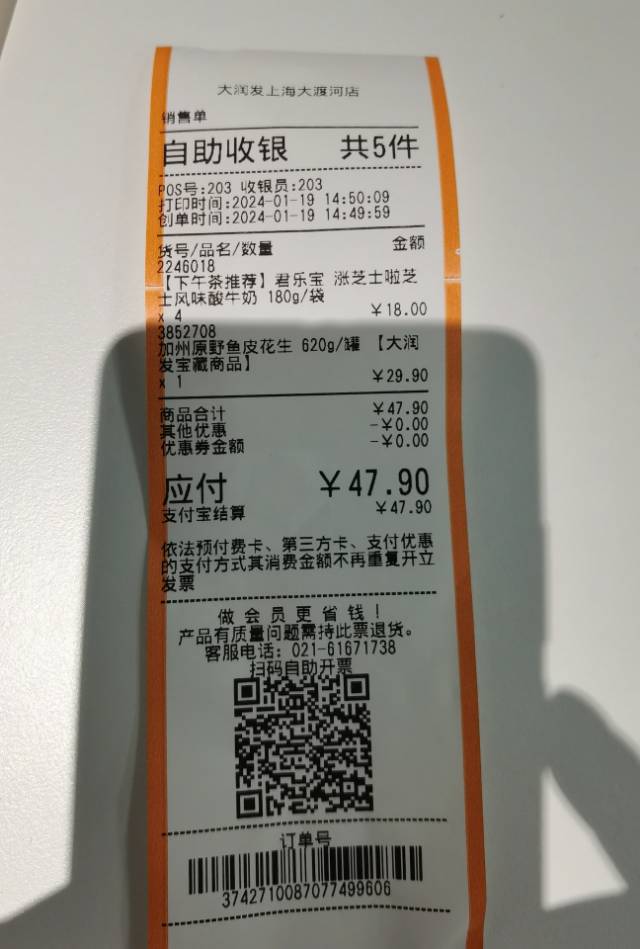 大润发上海大渡河店
销售单
自助收银 共5件
POS号:203 收银员:203
打印时间:2024-01-19 14:50:09
创单时间:2024-01-19 14:49:59
货号/品名/数量 金额
2246018
【下午茶推荐】君乐宝 涨芝士啦芝
士风味酸牛奶 180g/袋
x 4 ￥18.00
3852708
加州原野鱼皮花生 620g/罐 【大润
发宝藏商品】
x 1 ￥29.90
商品合计 ￥47.90
其他优惠 -￥0.00
优惠券金额 -￥0.00
应付 ￥47.90
支付宝结算 ￥47.90
依法预付费卡、第三方卡、支付优惠
的支付方式其消费金额不再重复开立
发票
做会员更省钱！
产品有质量问题需持此票退货。
客服电话: 021-61671738
扫码自助开票
订单号
3742710087077499606